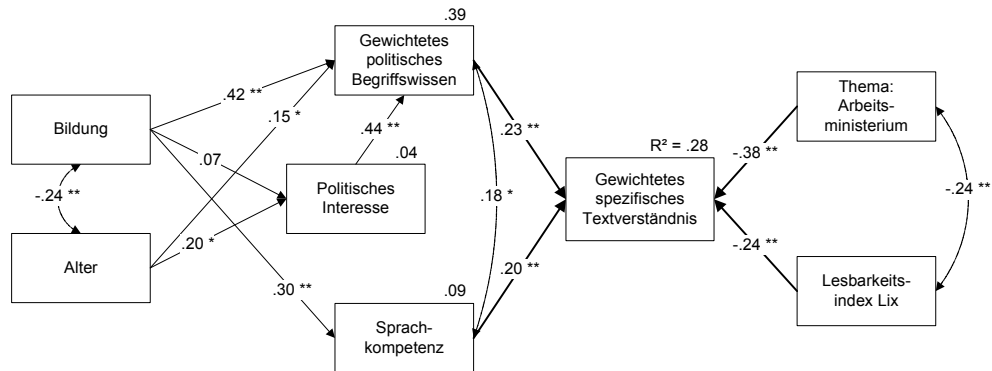 .39
Gewichtetes
politisches
Begriffswissen
Bildung
.42 **
.15 *
.44 **
.07
.04
Politisches
Interesse
-.24 **
Alter
.20 *
.30 **
.09
Sprach-
kompetenz
.23 **
.18 *
.20 **
R² = .28
Gewichtetes
spezifisches
Textverständnis
Thema:
Arbeits-
ministerium
-.38 **
-.24 **
-.24 **
Lesbarkeits-
index Lix